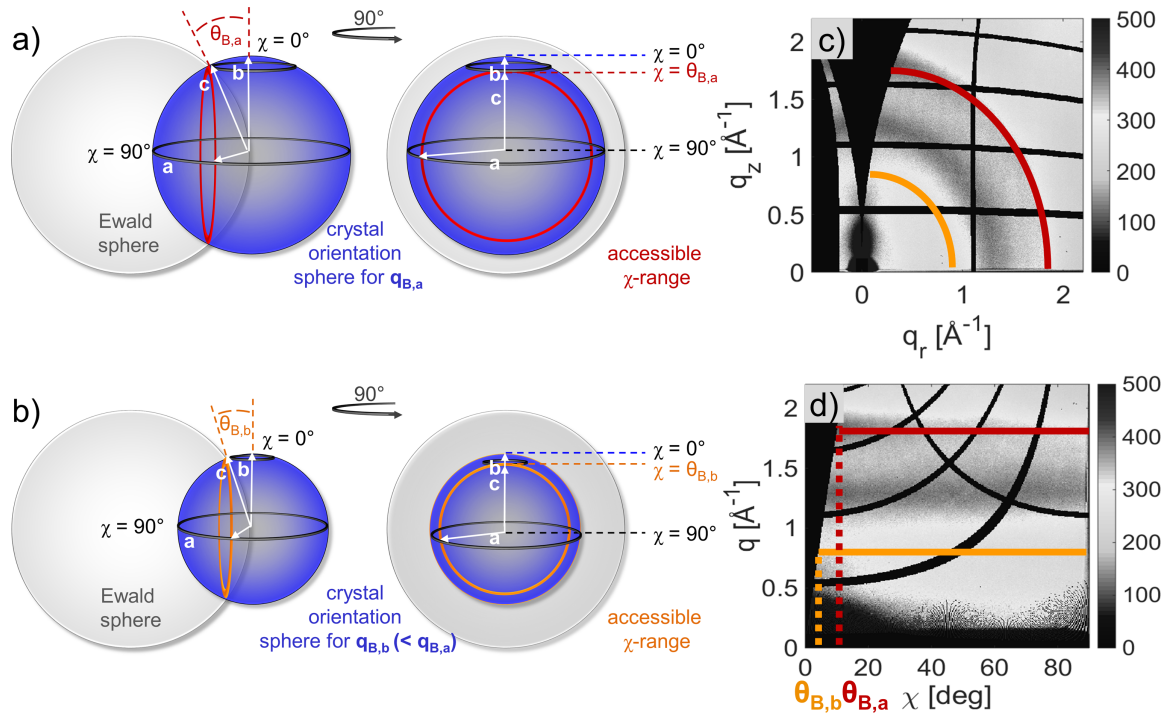 a)
θB,a
χ = 0°
b
c
χ = 90°
a
Ewald
sphere
crystal
orientation
sphere for qB,a
90°
χ = 0°
χ = θB,a
b
c
χ = 90°
a
accessible
χ-range
b)
θB,b
χ = 0°
c
b
χ = 90°
a
Ewald
sphere
crystal
orientation
sphere for qB,b (< qB,a)
90°
χ = 0°
χ = θB,b
b
c
χ = 90°
a
accessible
χ-range
c)
2
1.5
1
0.5
0
qz [Å-1]
0 1 2
qr [Å-1]
500
400
300
200
100
0
d)
2
1.5
1
0.5
0
q [Å-1]
0 20 40 60 80
θB,b θB,a χ [deg]
500
400
300
200
100
0